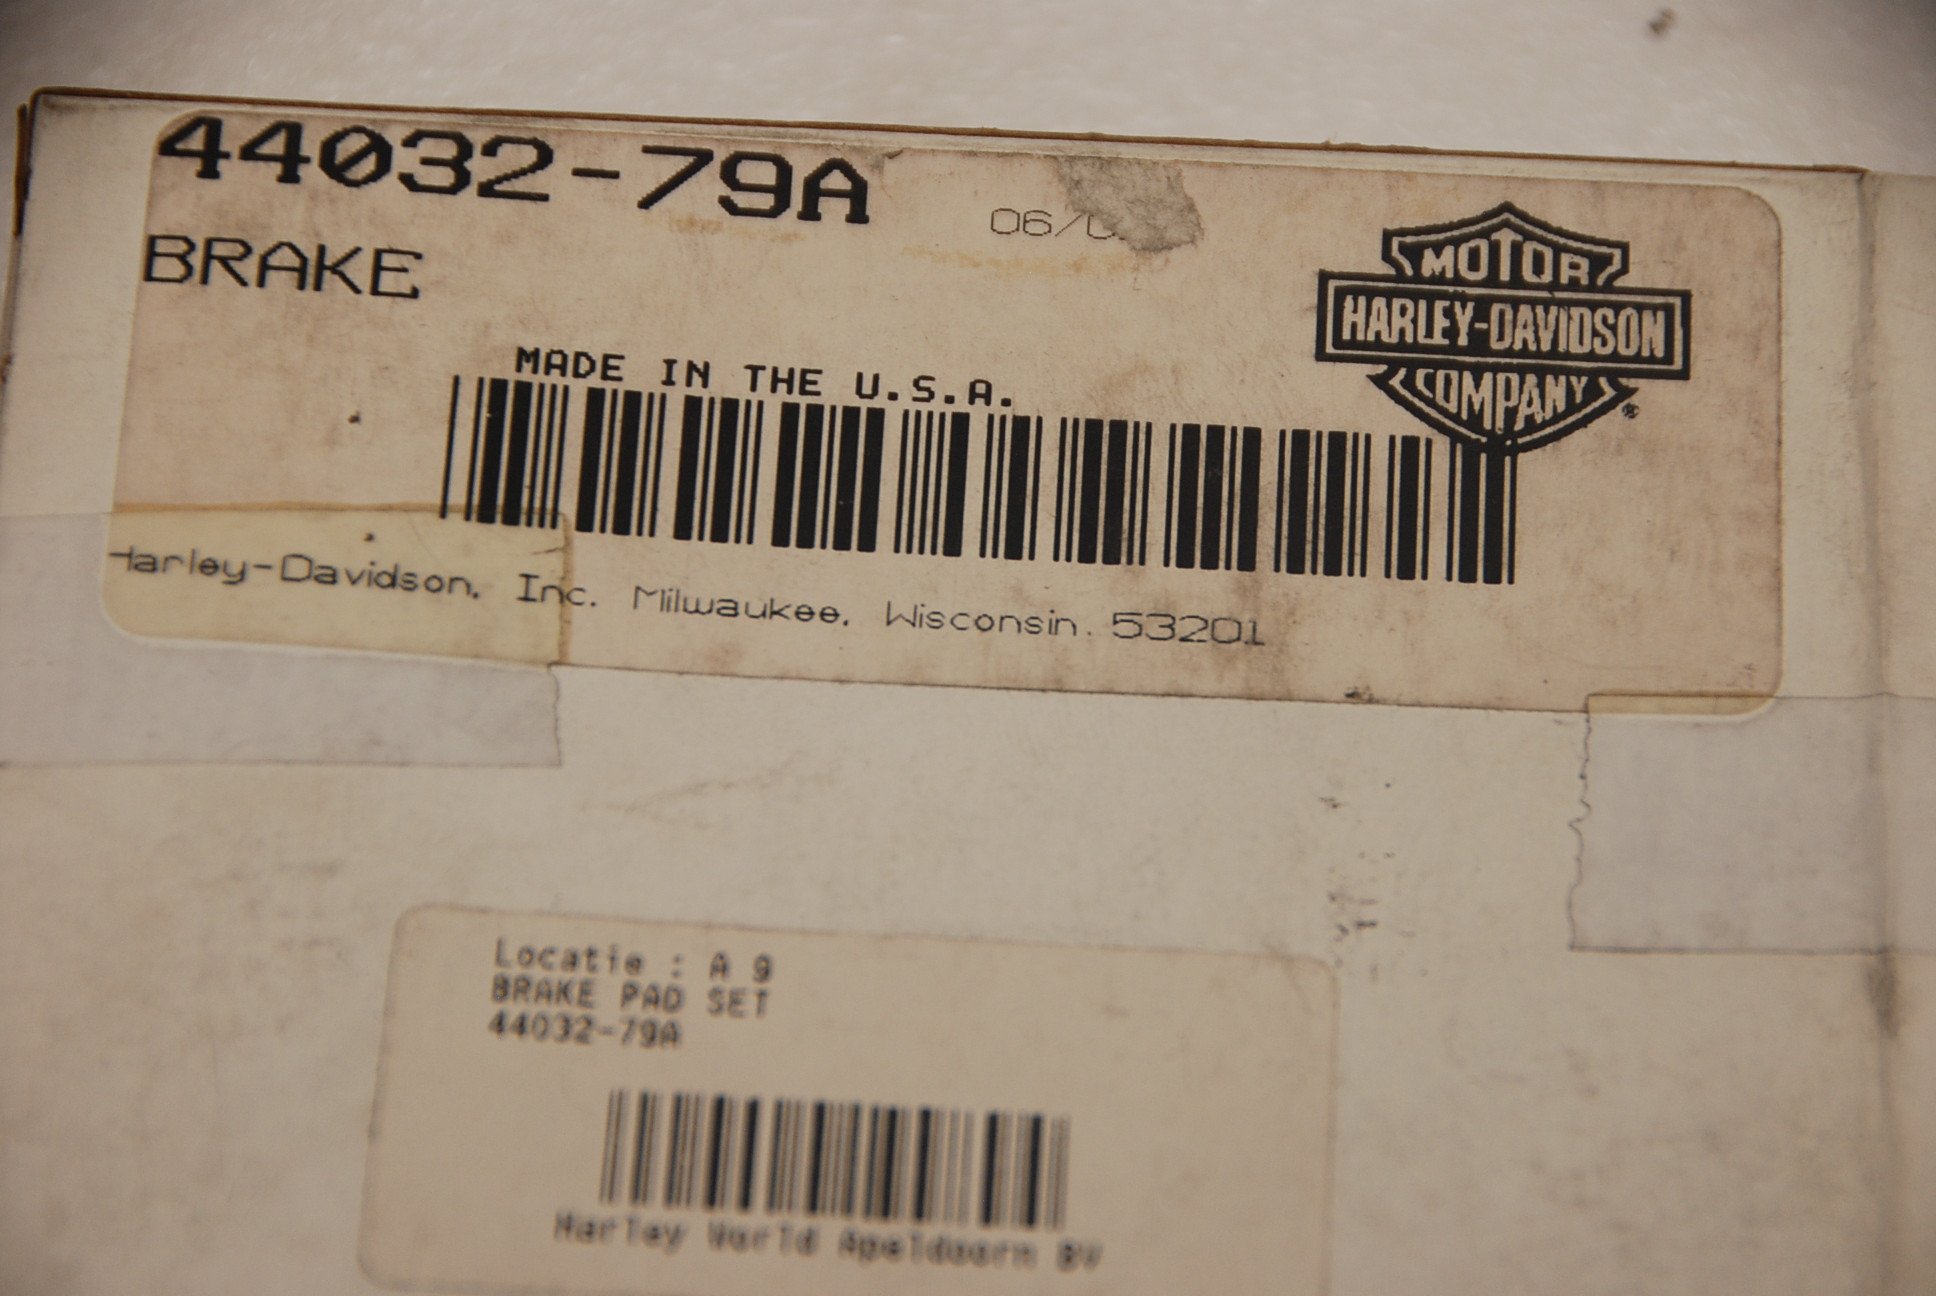 44032-79A
06/0
BRAKE
MOTOR
HARLEY-DAVIDSON
COMPANY
®
MADE IN THE U.S.A.
Harley-Davidson, Inc. Milwaukee, Wisconsin. 53201
Locatie : A 9
BRAKE PAD SET
44032-79A
Harley World Apeldoorn BV